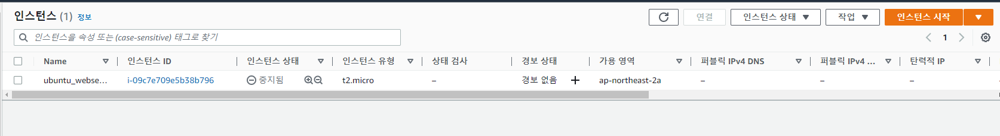 인스턴스 (1) 정보
연결 인스턴스 상태 작업 인스턴스 시작
인스턴스을 속성 또는 (case-sensitive) 태그로 찾기
1
Name 인스턴스 ID 인스턴스 상태 인스턴스 유형 상태 검사 경보 상태 가용 영역 퍼블릭 IPv4 DNS 퍼블릭 IPv4 ... 탄력적 IP
ubuntu_webse... i-09c7e709e5b38b796 중지됨 t2.micro – 경보 없음 + ap-northeast-2a – – –